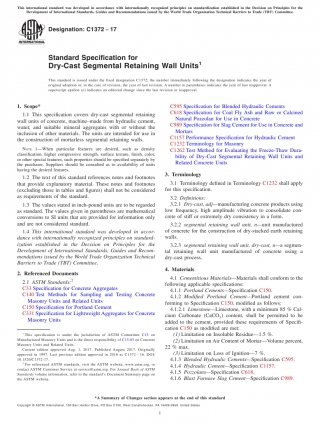 This international standard was developed in accordance with internationally recognized principles on standardization established in the Decision on Principles for the
Development of International Standards, Guides and Recommendations issued by the World Trade Organization Technical Barriers to Trade (TBT) Committee.
Designation: C1372 − 17
Standard Specification for
Dry-Cast Segmental Retaining Wall Units¹
This standard is issued under the fixed designation C1372; the number immediately following the designation indicates the year of
original adoption or, in the case of revision, the year of last revision. A number in parentheses indicates the year of last reapproval. A
superscript epsilon (ε) indicates an editorial change since the last revision or reapproval.
1. Scope*
1.1 This specification covers dry-cast segmental retaining
wall units of concrete, machine-made from hydraulic cement,
water, and suitable mineral aggregates with or without the
inclusion of other materials. The units are intended for use in
the construction of mortarless segmental retaining walls.
NOTE 1—When particular features are desired, such as density
classification, higher compressive strength, surface texture, finish, color,
or other special features, such properties should be specified separately by
the purchaser. Suppliers should be consulted as to availability of units
having the desired features.
1.2 The text of this standard references notes and footnotes
that provide explanatory material. These notes and footnotes
(excluding those in tables and figures) shall not be considered
as requirements of the standard.
1.3 The values stated in inch-pound units are to be regarded
as standard. The values given in parentheses are mathematical
conversions to SI units that are provided for information only
and are not considered standard.
1.4 This international standard was developed in accor-
dance with internationally recognized principles on standard-
ization established in the Decision on Principles for the
Development of International Standards, Guides and Recom-
mendations issued by the World Trade Organization Technical
Barriers to Trade (TBT) Committee.
2. Referenced Documents
2.1 ASTM Standards:²
C33 Specification for Concrete Aggregates
C140 Test Methods for Sampling and Testing Concrete
Masonry Units and Related Units
C150 Specification for Portland Cement
C331 Specification for Lightweight Aggregates for Concrete
Masonry Units
¹ This specification is under the jurisdiction of ASTM Committee C15 on
Manufactured Masonry Units and is the direct responsibility of C15.03 on Concrete
Masonry Units and Related Units.
Current edition approved Aug. 1, 2017. Published August 2017. Originally
approved in 1997. Last previous edition approved in 2016 as C1372 – 16. DOI:
10.1520/C1372-17.
² For referenced ASTM standards, visit the ASTM website, www.astm.org, or
contact ASTM Customer Service at service@astm.org. For Annual Book of ASTM
Standards volume information, refer to the standard's Document Summary page on
the ASTM website.
C595 Specification for Blended Hydraulic Cements
C618 Specification for Coal Fly Ash and Raw or Calcined
Natural Pozzolan for Use in Concrete
C989 Specification for Slag Cement for Use in Concrete and
Mortars
C1157 Performance Specification for Hydraulic Cement
C1232 Terminology for Masonry
C1262 Test Method for Evaluating the Freeze-Thaw Dura-
bility of Dry-Cast Segmental Retaining Wall Units and
Related Concrete Units
3. Terminology
3.1 Terminology defined in Terminology C1232 shall apply
for this specification.
3.2 Definitions:
3.2.1 Dry-cast, adj—manufacturing concrete products using
low frequency, high amplitude vibration to consolidate con-
crete of stiff or extremely dry consistency in a form.
3.2.2 segmental retaining wall unit, n—unit manufactured
of concrete for the construction of dry-stacked earth retaining
walls.
3.2.3 segmental retaining wall unit, dry-cast, n—a segmen-
tal retaining wall unit manufactured of concrete using a
dry-cast process.
4. Materials
4.1 Cementitious Materials—Materials shall conform to the
following applicable specifications:
4.1.1 Portland Cements—Specification C150.
4.1.2 Modified Portland Cement—Portland cement con-
forming to Specification C150, modified as follows:
4.1.2.1 Limestone—Limestone, with a minimum 85 % Cal-
cium Carbonate (CaCO₃) content, shall be permitted to be
added to the cement, provided these requirements of Specifi-
cation C150 as modified are met:
(1) Limitation on Insoluble Residue—1.5 %.
(2) Limitation on Air Content of Mortar—Volume percent,
22 % max.
(3) Limitation on Loss of Ignition—7 %.
4.1.3 Blended Hydraulic Cements—Specification C595.
4.1.4 Hydraulic Cement—Specification C1157.
4.1.5 Pozzolans—Specification C618.
4.1.6 Blast Furnace Slag Cement—Specification C989.
*A Summary of Changes section appears at the end of this standard
Copyright © ASTM International, 100 Barr Harbor Drive, PO Box C700, West Conshohocken, PA 19428-2959. United States
1